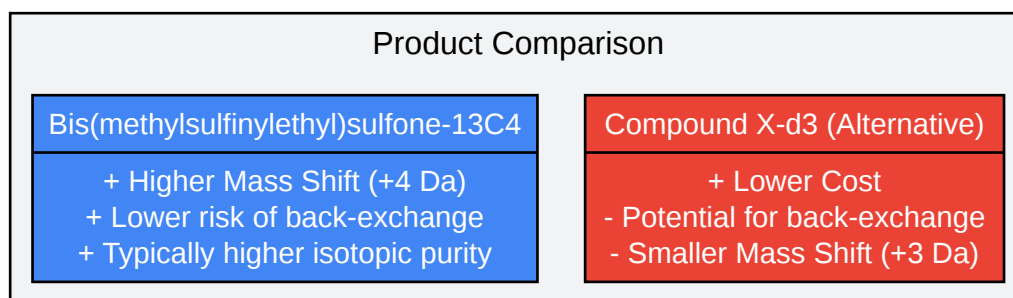 Product Comparison
Bis(methylsulfinylethyl)sulfone-13C4
+ Higher Mass Shift (+4 Da)
+ Lower risk of back-exchange
+ Typically higher isotopic purity
Compound X-d3 (Alternative)
+ Lower Cost
- Potential for back-exchange
- Smaller Mass Shift (+3 Da)